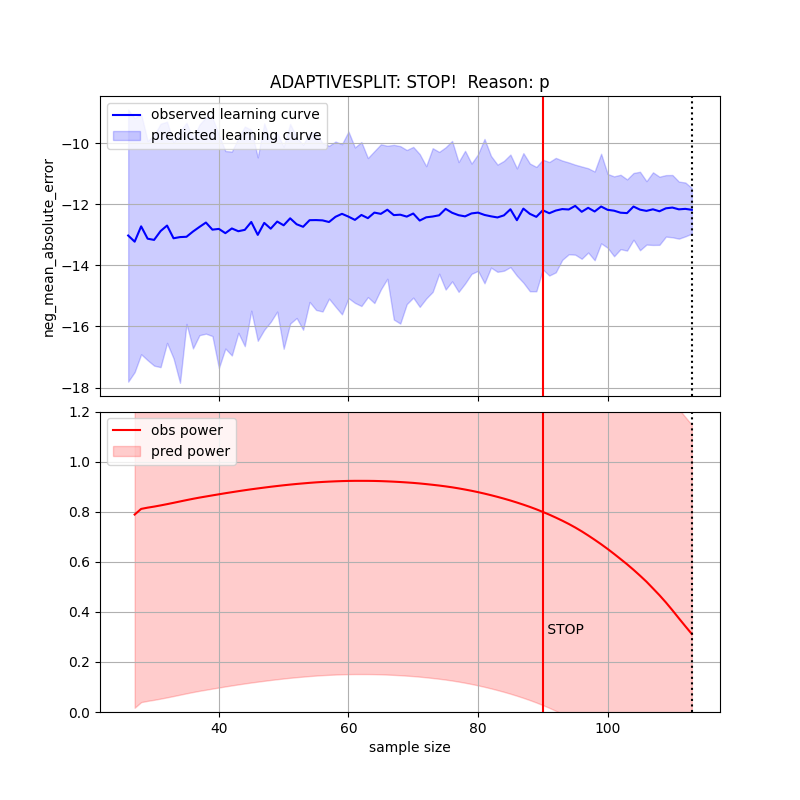 ADAPTIVESPLIT: STOP!  Reason: p
observed learning curve
predicted learning curve
neg_mean_absolute_error
−10
−12
−14
−16
−18
obs power
pred power
1.2
1.0
0.8
0.6
0.4
0.2
0.0
STOP
40
60
80
100
sample size